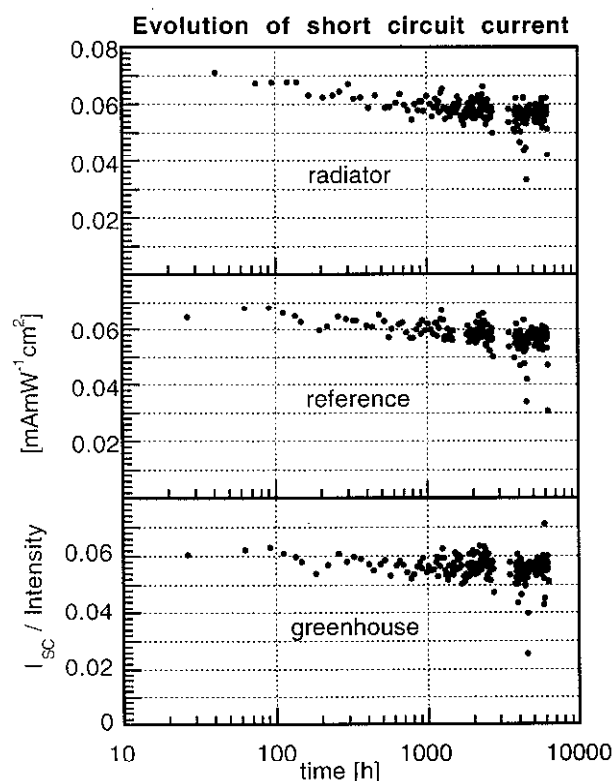 Evolution of short circuit current
0.08
0.06
0.04
0.02
radiator
0.06
0.04
0.02
reference
[mAmW⁻¹cm²]
0.06
0.04
0.02
0
greenhouse
I_SC / Intensity
10 100 1000 10000
time [h]